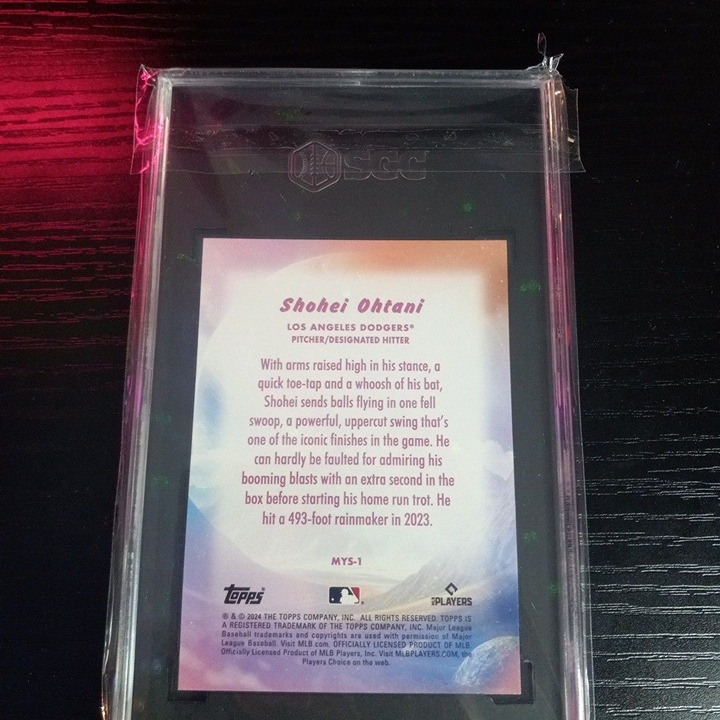 SGC
Shohei Ohtani
LOS ANGELES DODGERS®
PITCHER/DESIGNATED HITTER
With arms raised high in his stance, a
quick toe-tap and a whoosh of his bat,
Shohei sends balls flying in one fell
swoop, a powerful, uppercut swing that's
one of the iconic finishes in the game. He
can hardly be faulted for admiring his
booming blasts with an extra second in the
box before starting his home run trot. He
hit a 493-foot rainmaker in 2023.
MYS-1
TOPPS® PLAYERS
® & © 2024 THE TOPPS COMPANY, INC. ALL RIGHTS RESERVED. TOPPS IS
A REGISTERED TRADEMARK OF THE TOPPS COMPANY, INC. Major League
Baseball trademarks and copyrights are used with permission of Major
League Baseball. Visit MLB.com. OFFICIALLY LICENSED PRODUCT OF MLB
Officially Licensed Product of MLB Players, Inc. Visit MLBPLAYERS.COM, the
Players Choice on the web.